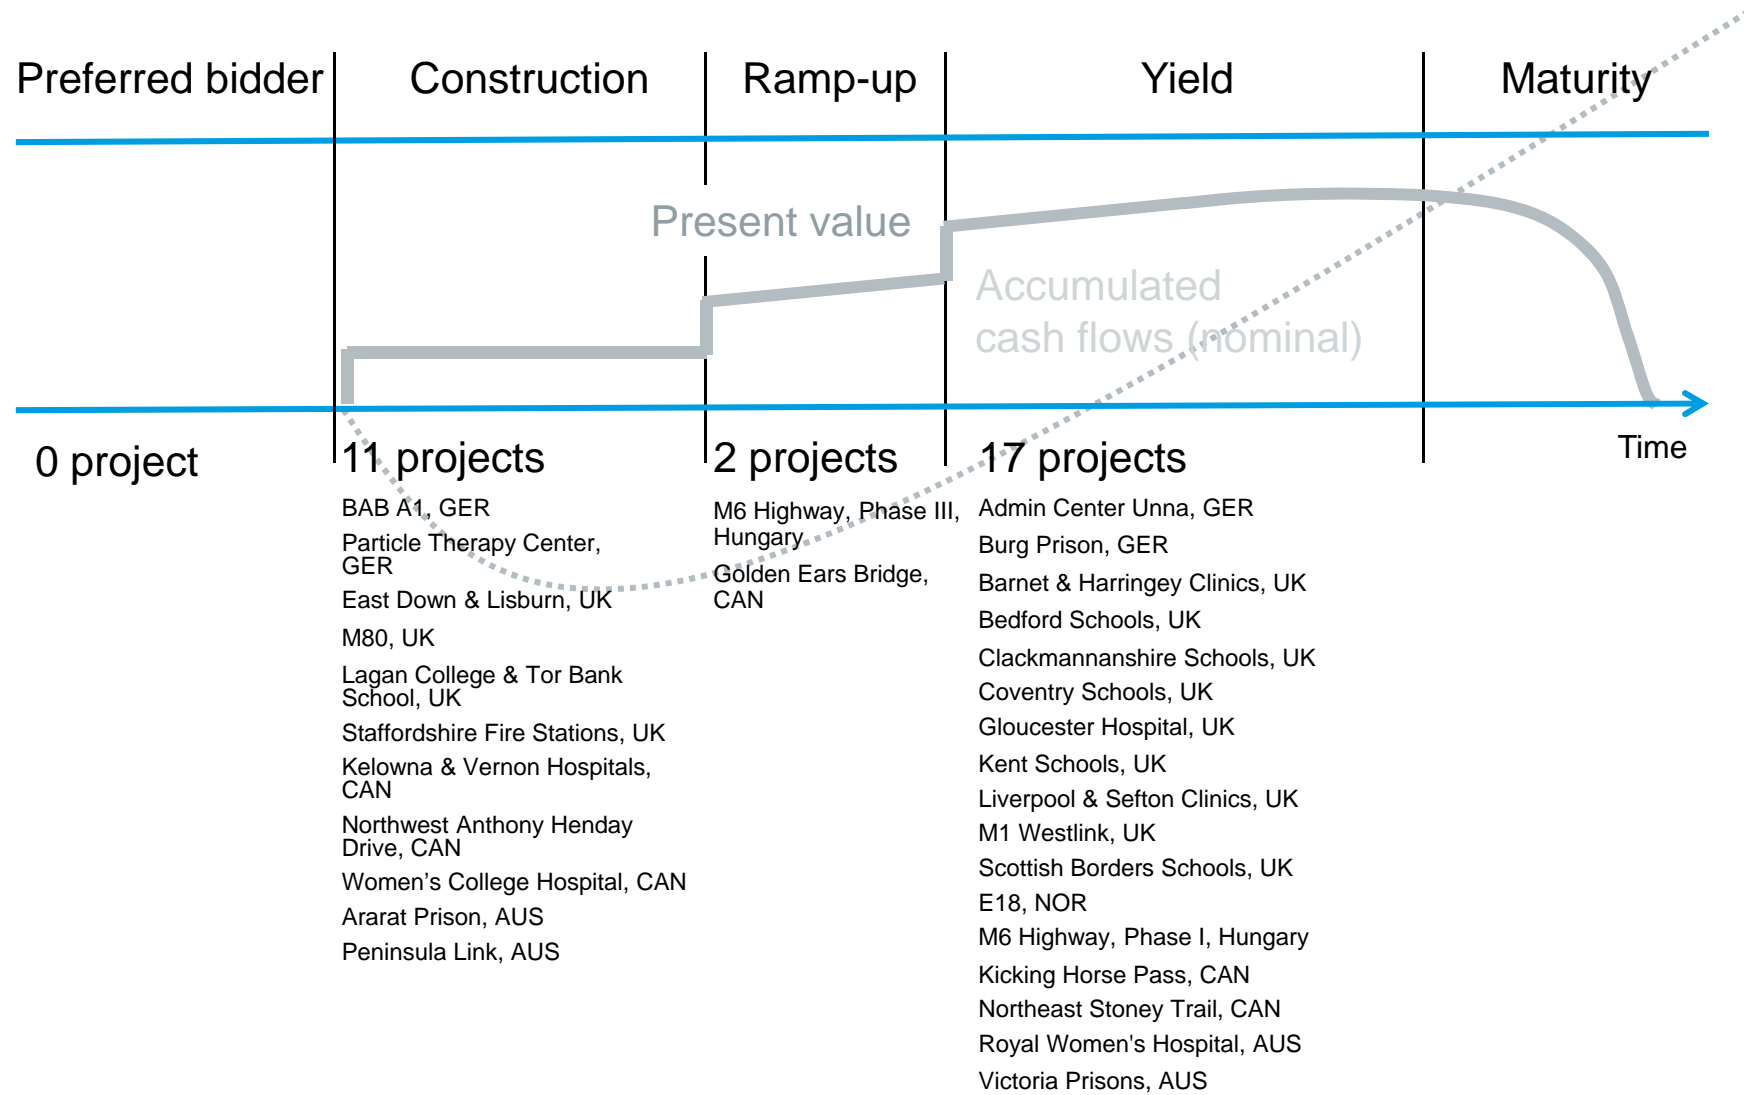 Preferred bidder
Construction
Ramp-up
Yield
Maturity
Present value
Accumulated
cash flows (nominal)
Time
0 project
11 projects
BAB A1, GER
Particle Therapy Center,
GER
East Down & Lisburn, UK
M80, UK
Lagan College & Tor Bank
School, UK
Staffordshire Fire Stations, UK
Kelowna & Vernon Hospitals,
CAN
Northwest Anthony Henday
Drive, CAN
Women’s College Hospital, CAN
Ararat Prison, AUS
Peninsula Link, AUS
2 projects
M6 Highway, Phase III,
Hungary
Golden Ears Bridge,
CAN
17 projects
Admin Center Unna, GER
Burg Prison, GER
Barnet & Harringey Clinics, UK
Bedford Schools, UK
Clackmannanshire Schools, UK
Coventry Schools, UK
Gloucester Hospital, UK
Kent Schools, UK
Liverpool & Sefton Clinics, UK
M1 Westlink, UK
Scottish Borders Schools, UK
E18, NOR
M6 Highway, Phase I, Hungary
Kicking Horse Pass, CAN
Northeast Stoney Trail, CAN
Royal Women's Hospital, AUS
Victoria Prisons, AUS